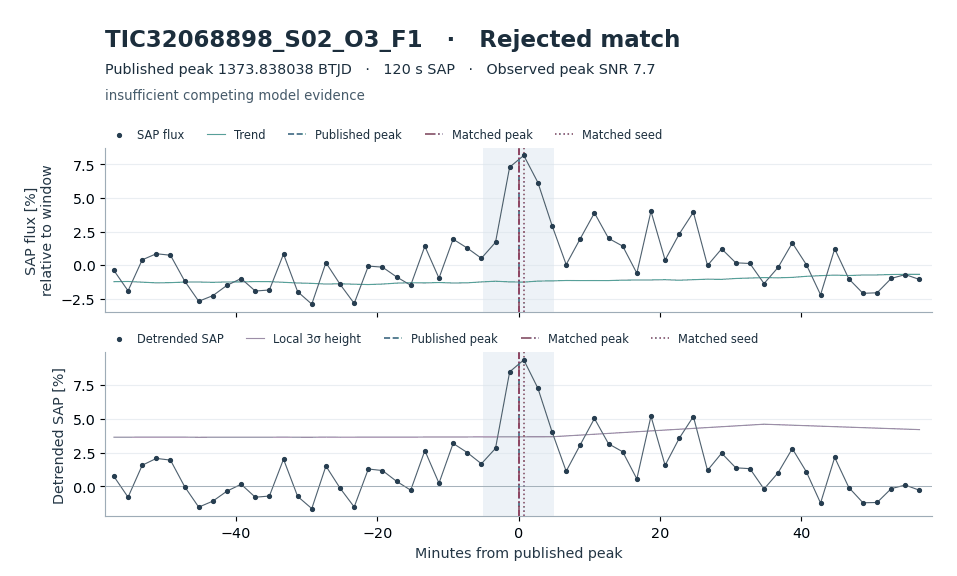 TIC32068898_S02_O3_F1 · Rejected match
Published peak 1373.838038 BTJD · 120 s SAP · Observed peak SNR 7.7
insufficient competing model evidence
SAP flux Trend Published peak Matched peak Matched seed
SAP flux [%]
relative to window
7.5
5.0
2.5
0.0
−2.5
Detrended SAP Local 3σ height Published peak Matched peak Matched seed
Detrended SAP [%]
7.5
5.0
2.5
0.0
−40 −20 0 20 40
Minutes from published peak